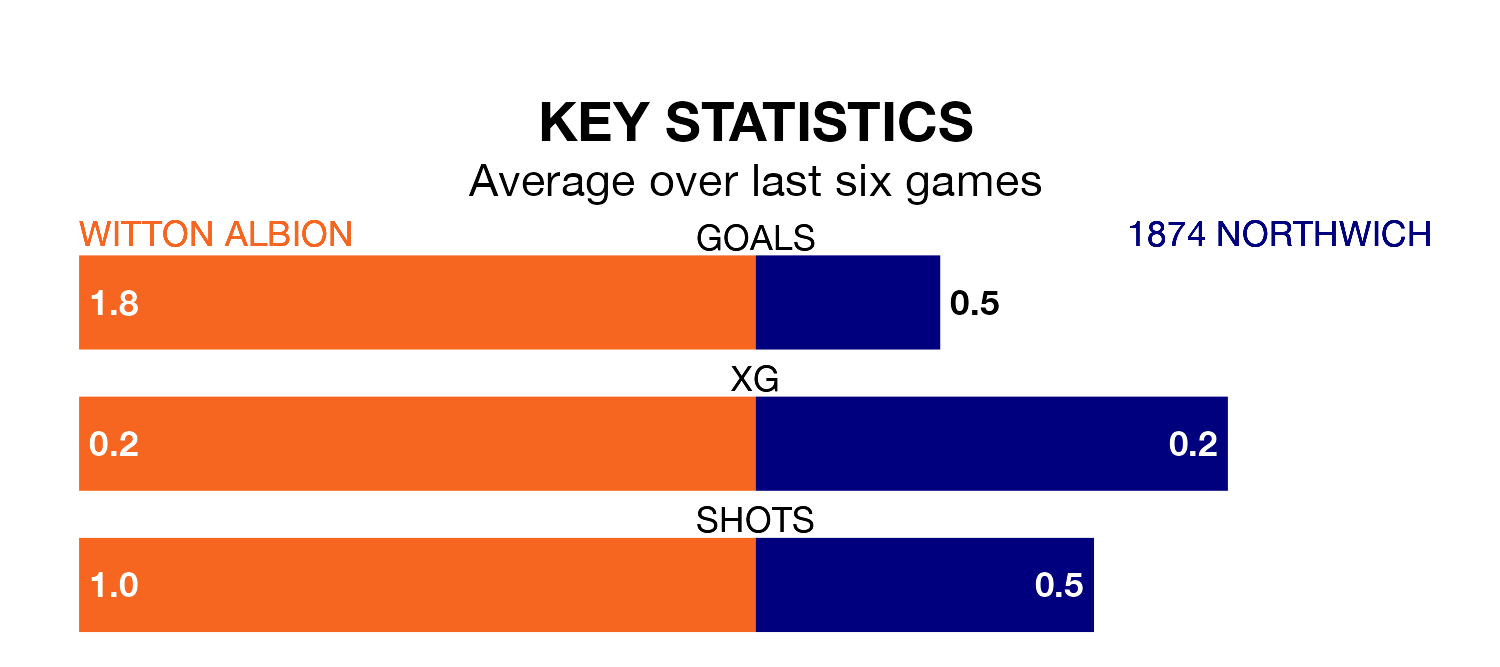 KEY STATISTICS
Average over last six games
WITTON ALBION
GOALS
1874 NORTHWICH
1.8
0.5
XG
0.2
0.2
SHOTS
1.0
0.5